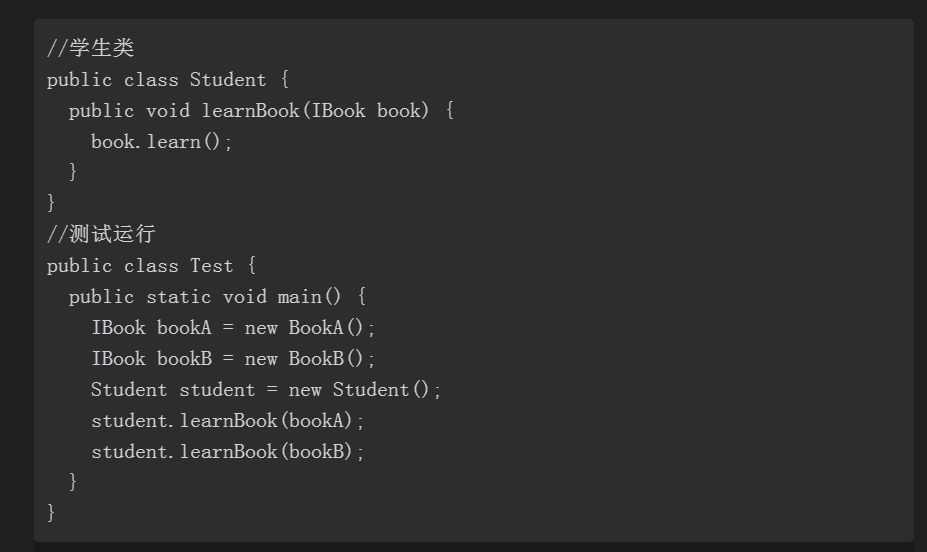 //学生类
public class Student {
  public void learnBook(IBook book) {
    book.learn();
  }
}
//测试运行
public class Test {
  public static void main() {
    IBook bookA = new BookA();
    IBook bookB = new BookB();
    Student student = new Student();
    student.learnBook(bookA);
    student.learnBook(bookB);
  }
}